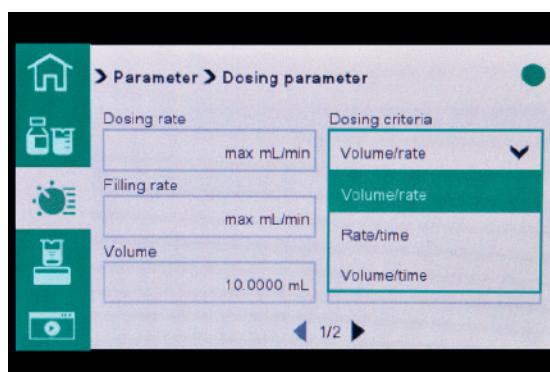 Parameter Dosing parameter
Dosing rate
max mL/min
Filling rate
max mL/min
Volume
10.0000 mL
Dosing criteria
Volume/rate
Volume/rate
Rate/time
Volume/time
1/2